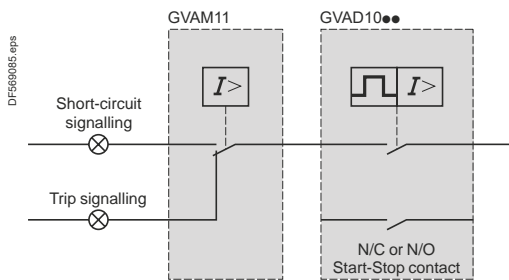 GVAM11
GVAD10●●
DF569085.eps
I>
I>
Short-circuit
signalling
Trip signalling
N/C or N/O
Start-Stop contact